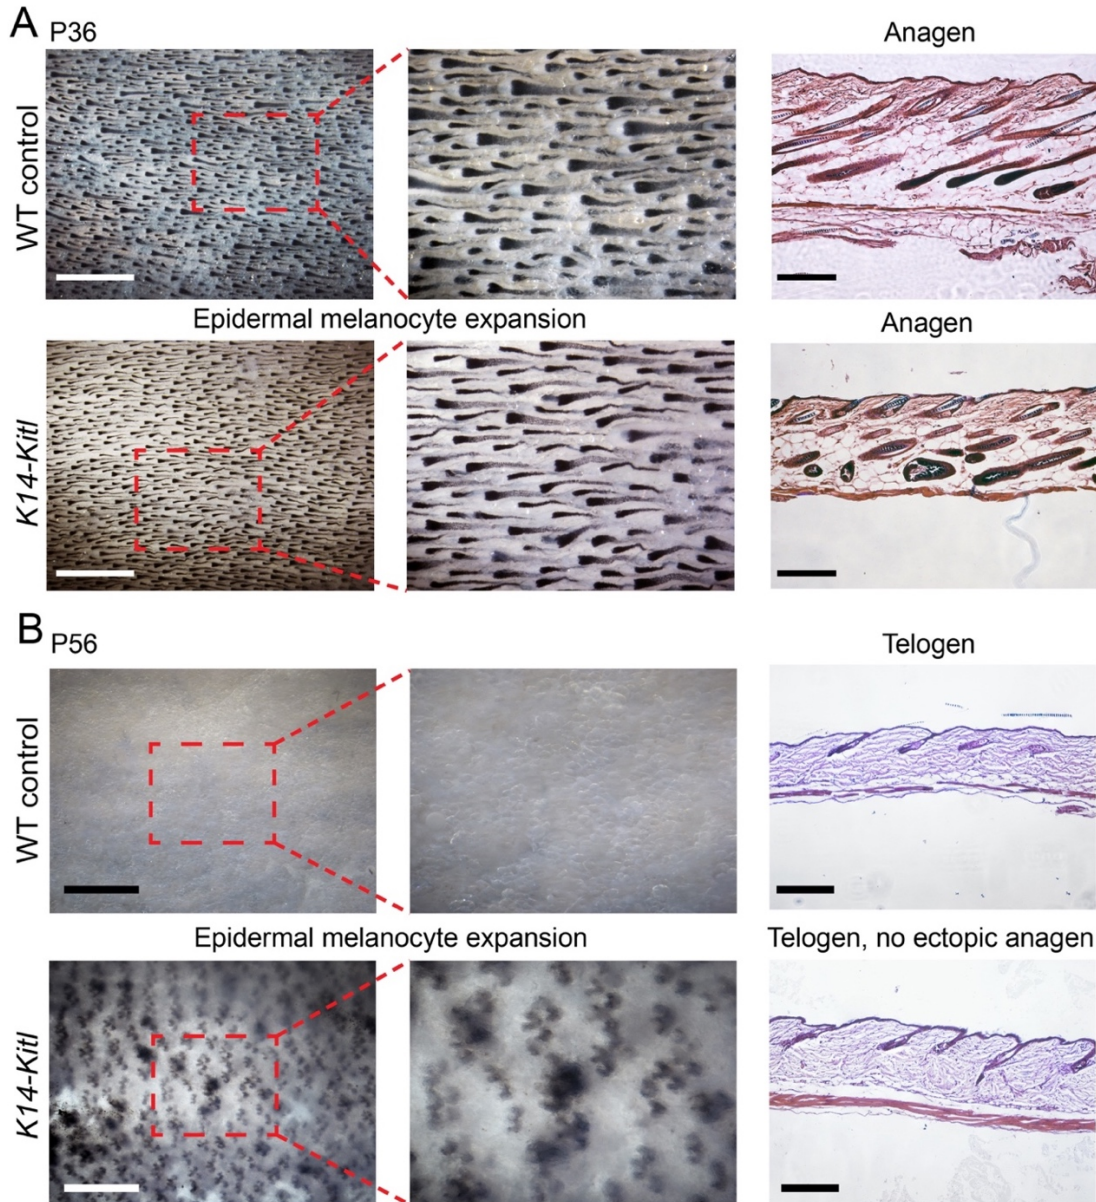 A P36
Anagen
WT control
Epidermal melanocyte expansion
Anagen
K14-Kitl
B P56
Telogen
WT control
Epidermal melanocyte expansion
Telogen, no ectopic anagen
K14-Kitl